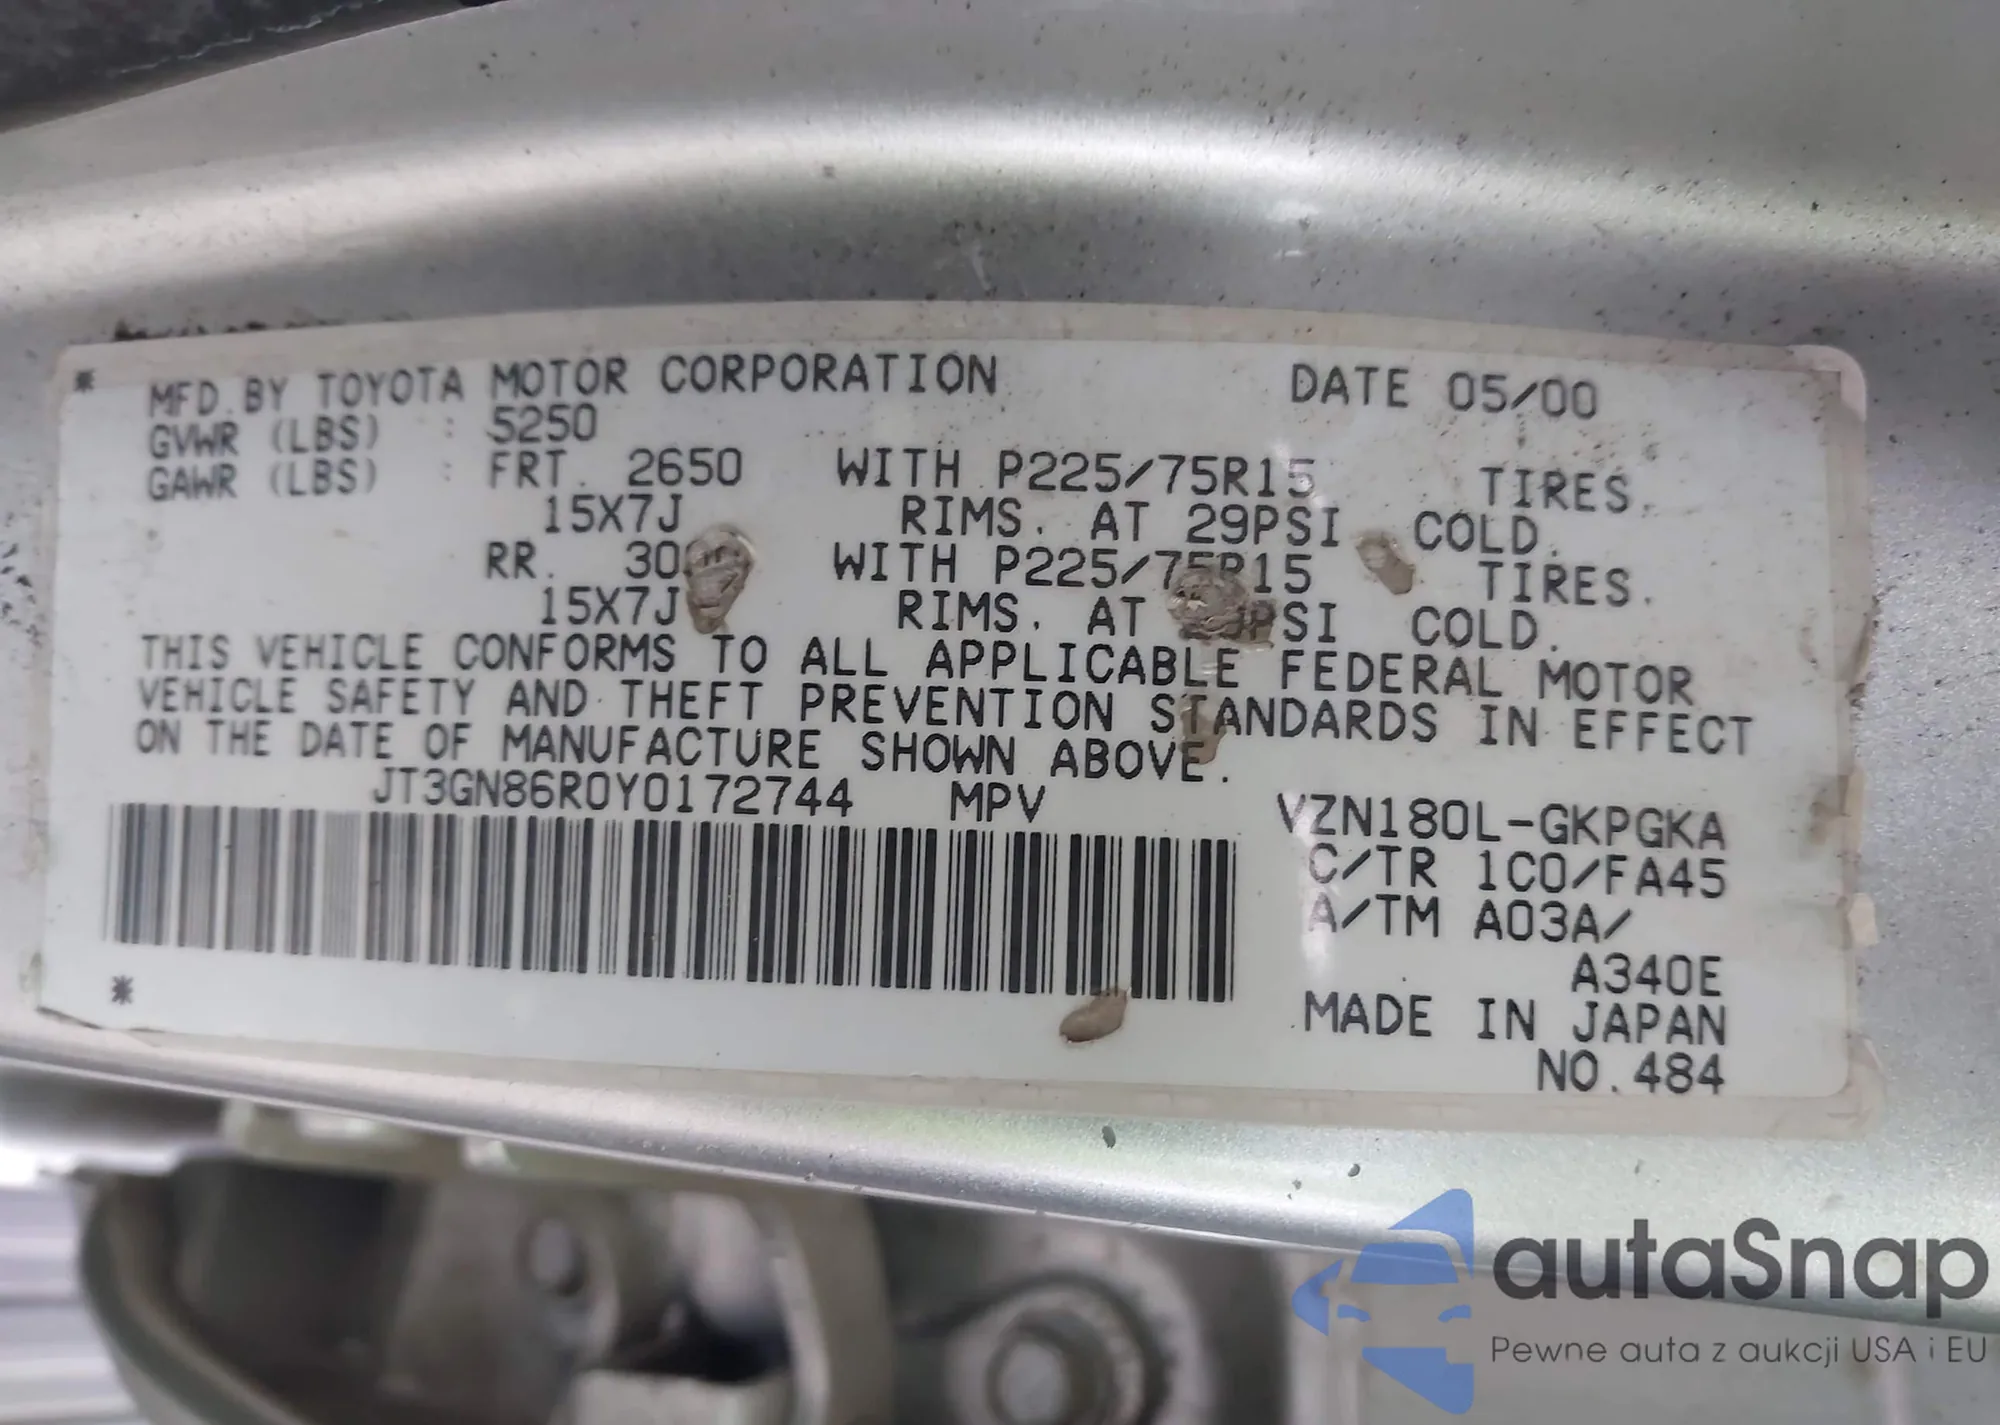 * MFD. BY TOYOTA MOTOR CORPORATION DATE 05/00
GVWR (LBS) : 5250
GAWR (LBS) : FRT. 2650 WITH P225/75R15 TIRES.
15X7J RIMS. AT 29PSI COLD.
RR. WITH P225/75R15 TIRES.
15X7J RIMS. AT COLD.
THIS VEHICLE CONFORMS TO ALL APPLICABLE FEDERAL MOTOR
VEHICLE SAFETY AND THEFT PREVENTION STANDARDS IN EFFECT
ON THE DATE OF MANUFACTURE SHOWN ABOVE.
JT3GN86R0Y0172744 MPV VZN180L-GKPGKA
C/TR 1C0/FA45
A/TM A03A/
A340E
* MADE IN JAPAN
NO.484
autaSnap
Pewne auta z aukcji USA i EU